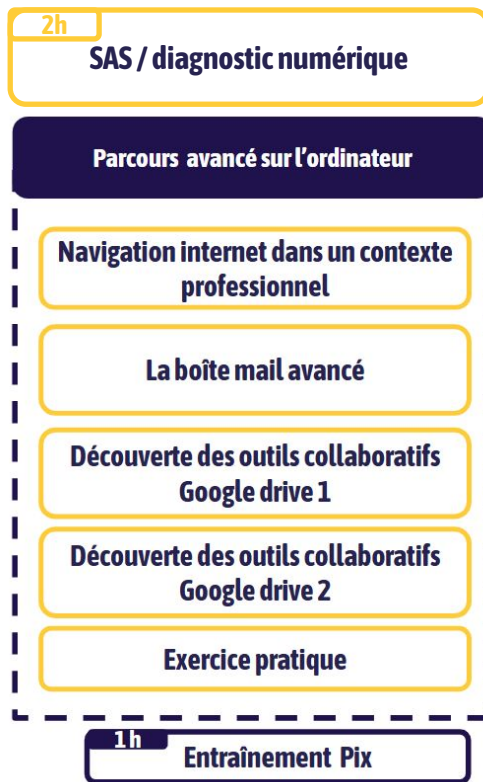 2h
SAS / diagnostic numérique
Parcours avancé sur l'ordinateur
Navigation internet dans un contexte
professionnel
La boîte mail avancé
Découverte des outils collaboratifs
Google drive 1
Découverte des outils collaboratifs
Google drive 2
Exercice pratique
1h
Entraînement Pix